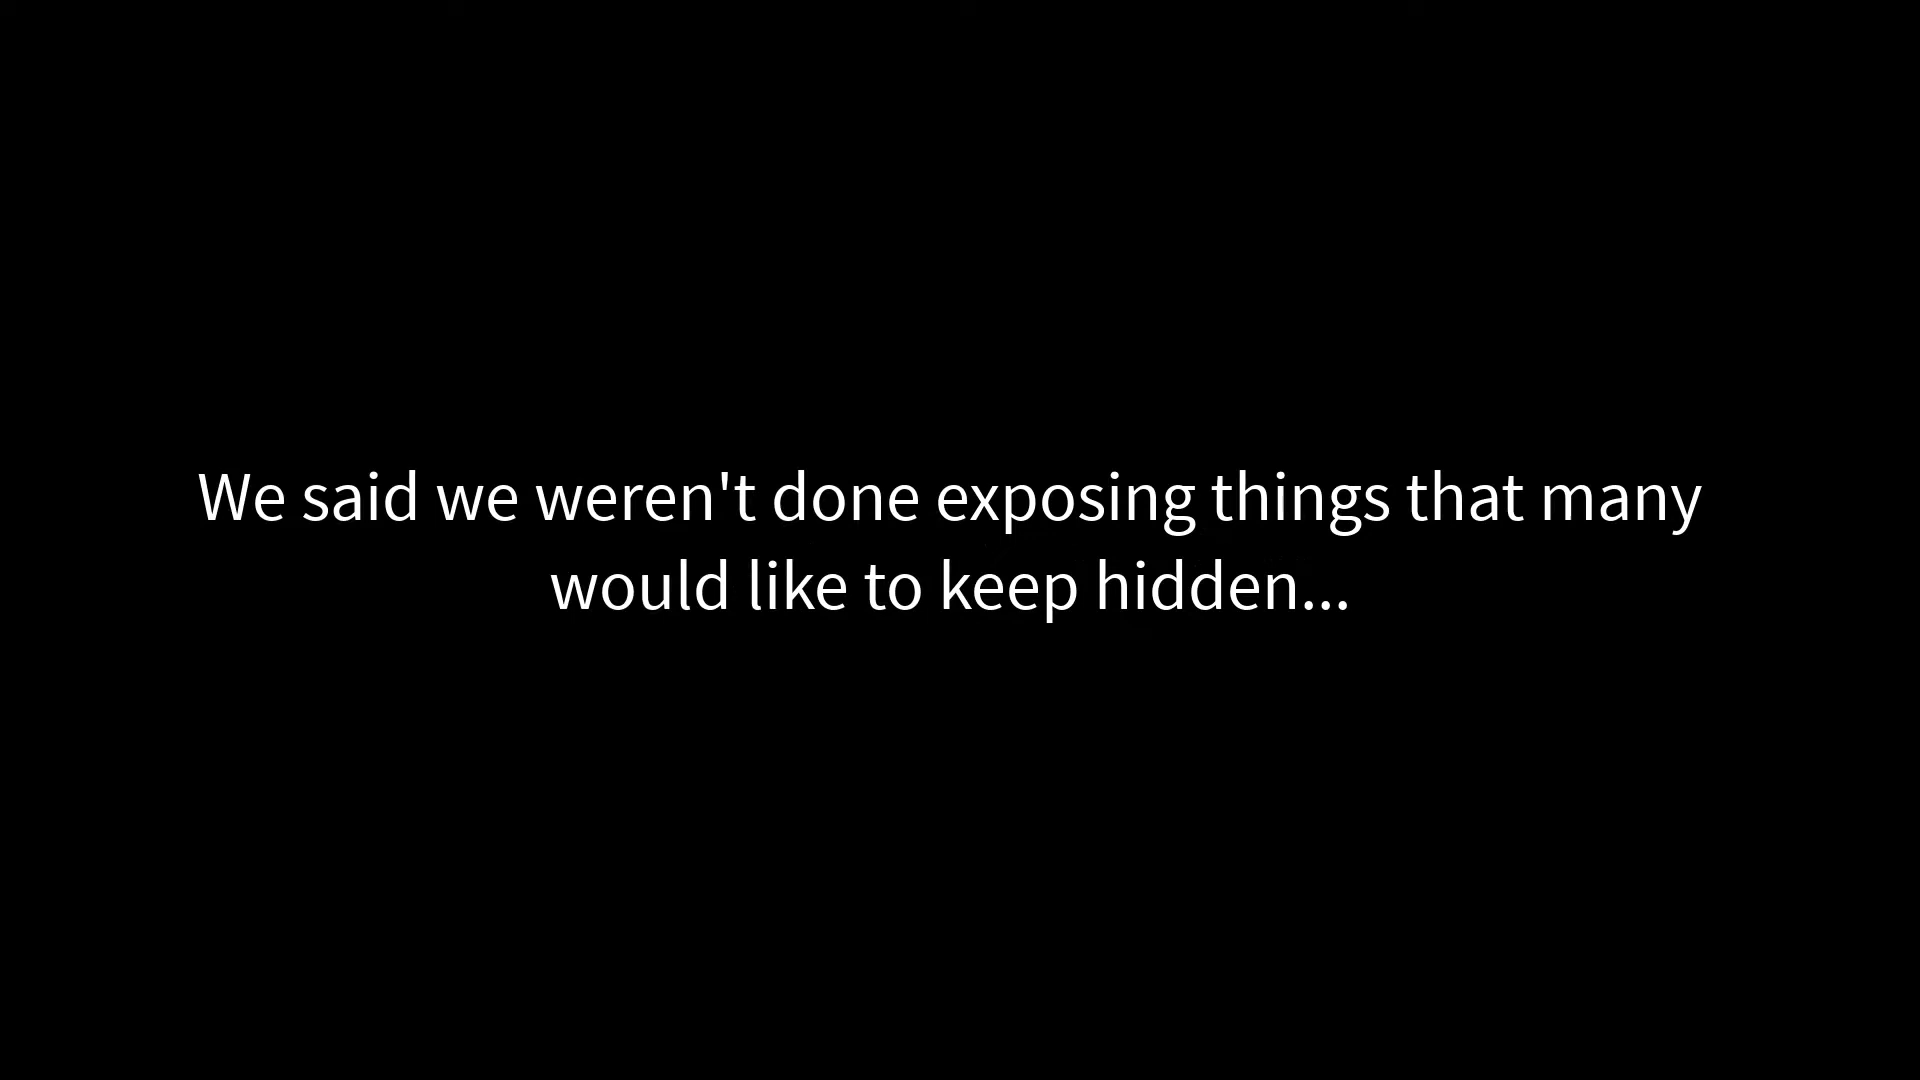 We said we weren't done exposing things that many
would like to keep hidden...